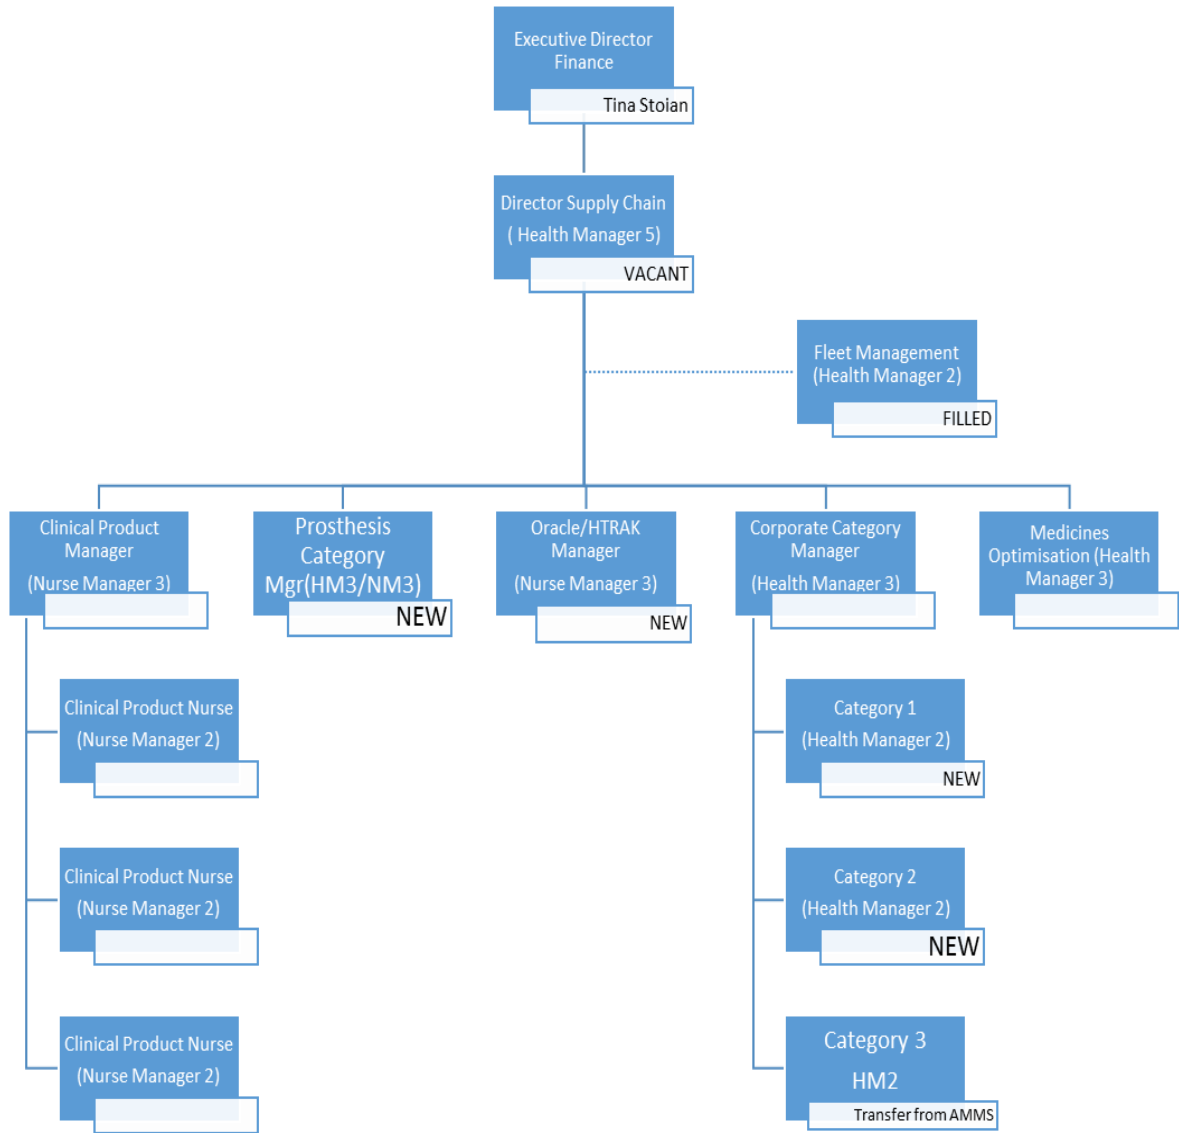 Executive Director
Finance
Tina Stoian
Director Supply Chain
( Health Manager 5)
VACANT
Fleet Management
(Health Manager 2)
FILLED
Clinical Product
Manager
(Nurse Manager 3)
Prosthesis
Category
Mgr(HM3/NM3)
NEW
Oracle/HTRAK
Manager
(Nurse Manager 3)
NEW
Corporate Category
Manager
(Health Manager 3)
Medicines
Optimisation (Health
Manager 3)
Clinical Product Nurse
(Nurse Manager 2)
Clinical Product Nurse
(Nurse Manager 2)
Clinical Product Nurse
(Nurse Manager 2)
Category 1
(Health Manager 2)
NEW
Category 2
(Health Manager 2)
NEW
Category 3
HM2
Transfer from AMMS